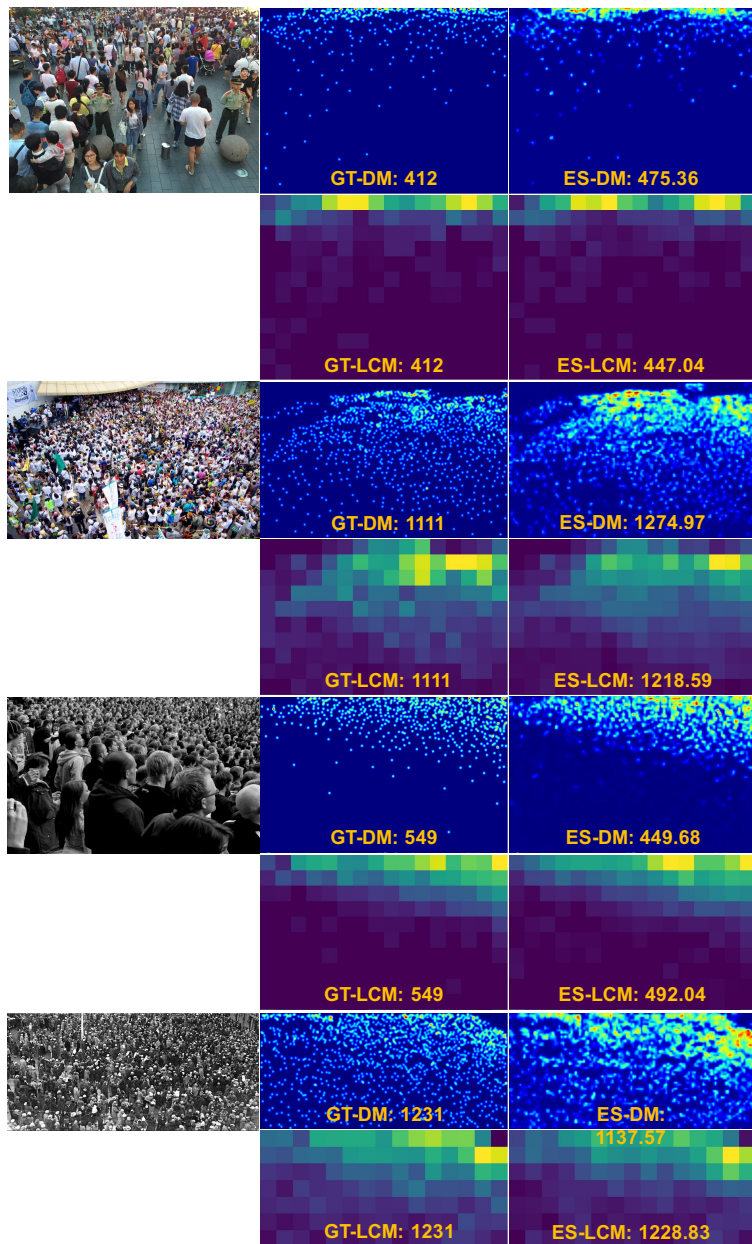 GT-DM: 412
ES-DM: 475.36
GT-LCM: 412
ES-LCM: 447.04
GT-DM: 1111
ES-DM: 1274.97
GT-LCM: 1111
ES-LCM: 1218.59
GT-DM: 549
ES-DM: 449.68
GT-LCM: 549
ES-LCM: 492.04
GT-DM: 1231
ES-DM:
1137.57
GT-LCM: 1231
ES-LCM: 1228.83